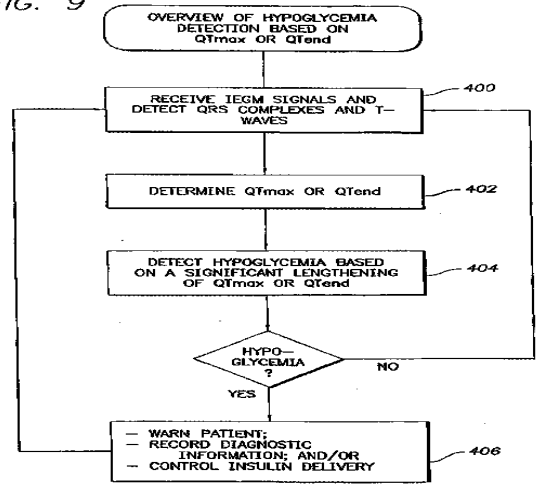 FIG. 9
OVERVIEW OF HYPOGLYCEMIA
DETECTION BASED ON
QTmax OR QTend
400
RECEIVE IEGM SIGNALS AND
DETECT QRS COMPLEXES AND T-
WAVES
402
DETERMINE QTmax OR QTend
DETECT HYPOGLYCEMIA BASED
ON A SIGNIFICANT LENGTHENING
OF QTmax OR QTend
404
HYPO-
GLYCEMIA
?
NO
YES
- WARN PATIENT;
- RECORD DIAGNOSTIC
INFORMATION; AND/OR
- CONTROL INSULIN DELIVERY
406